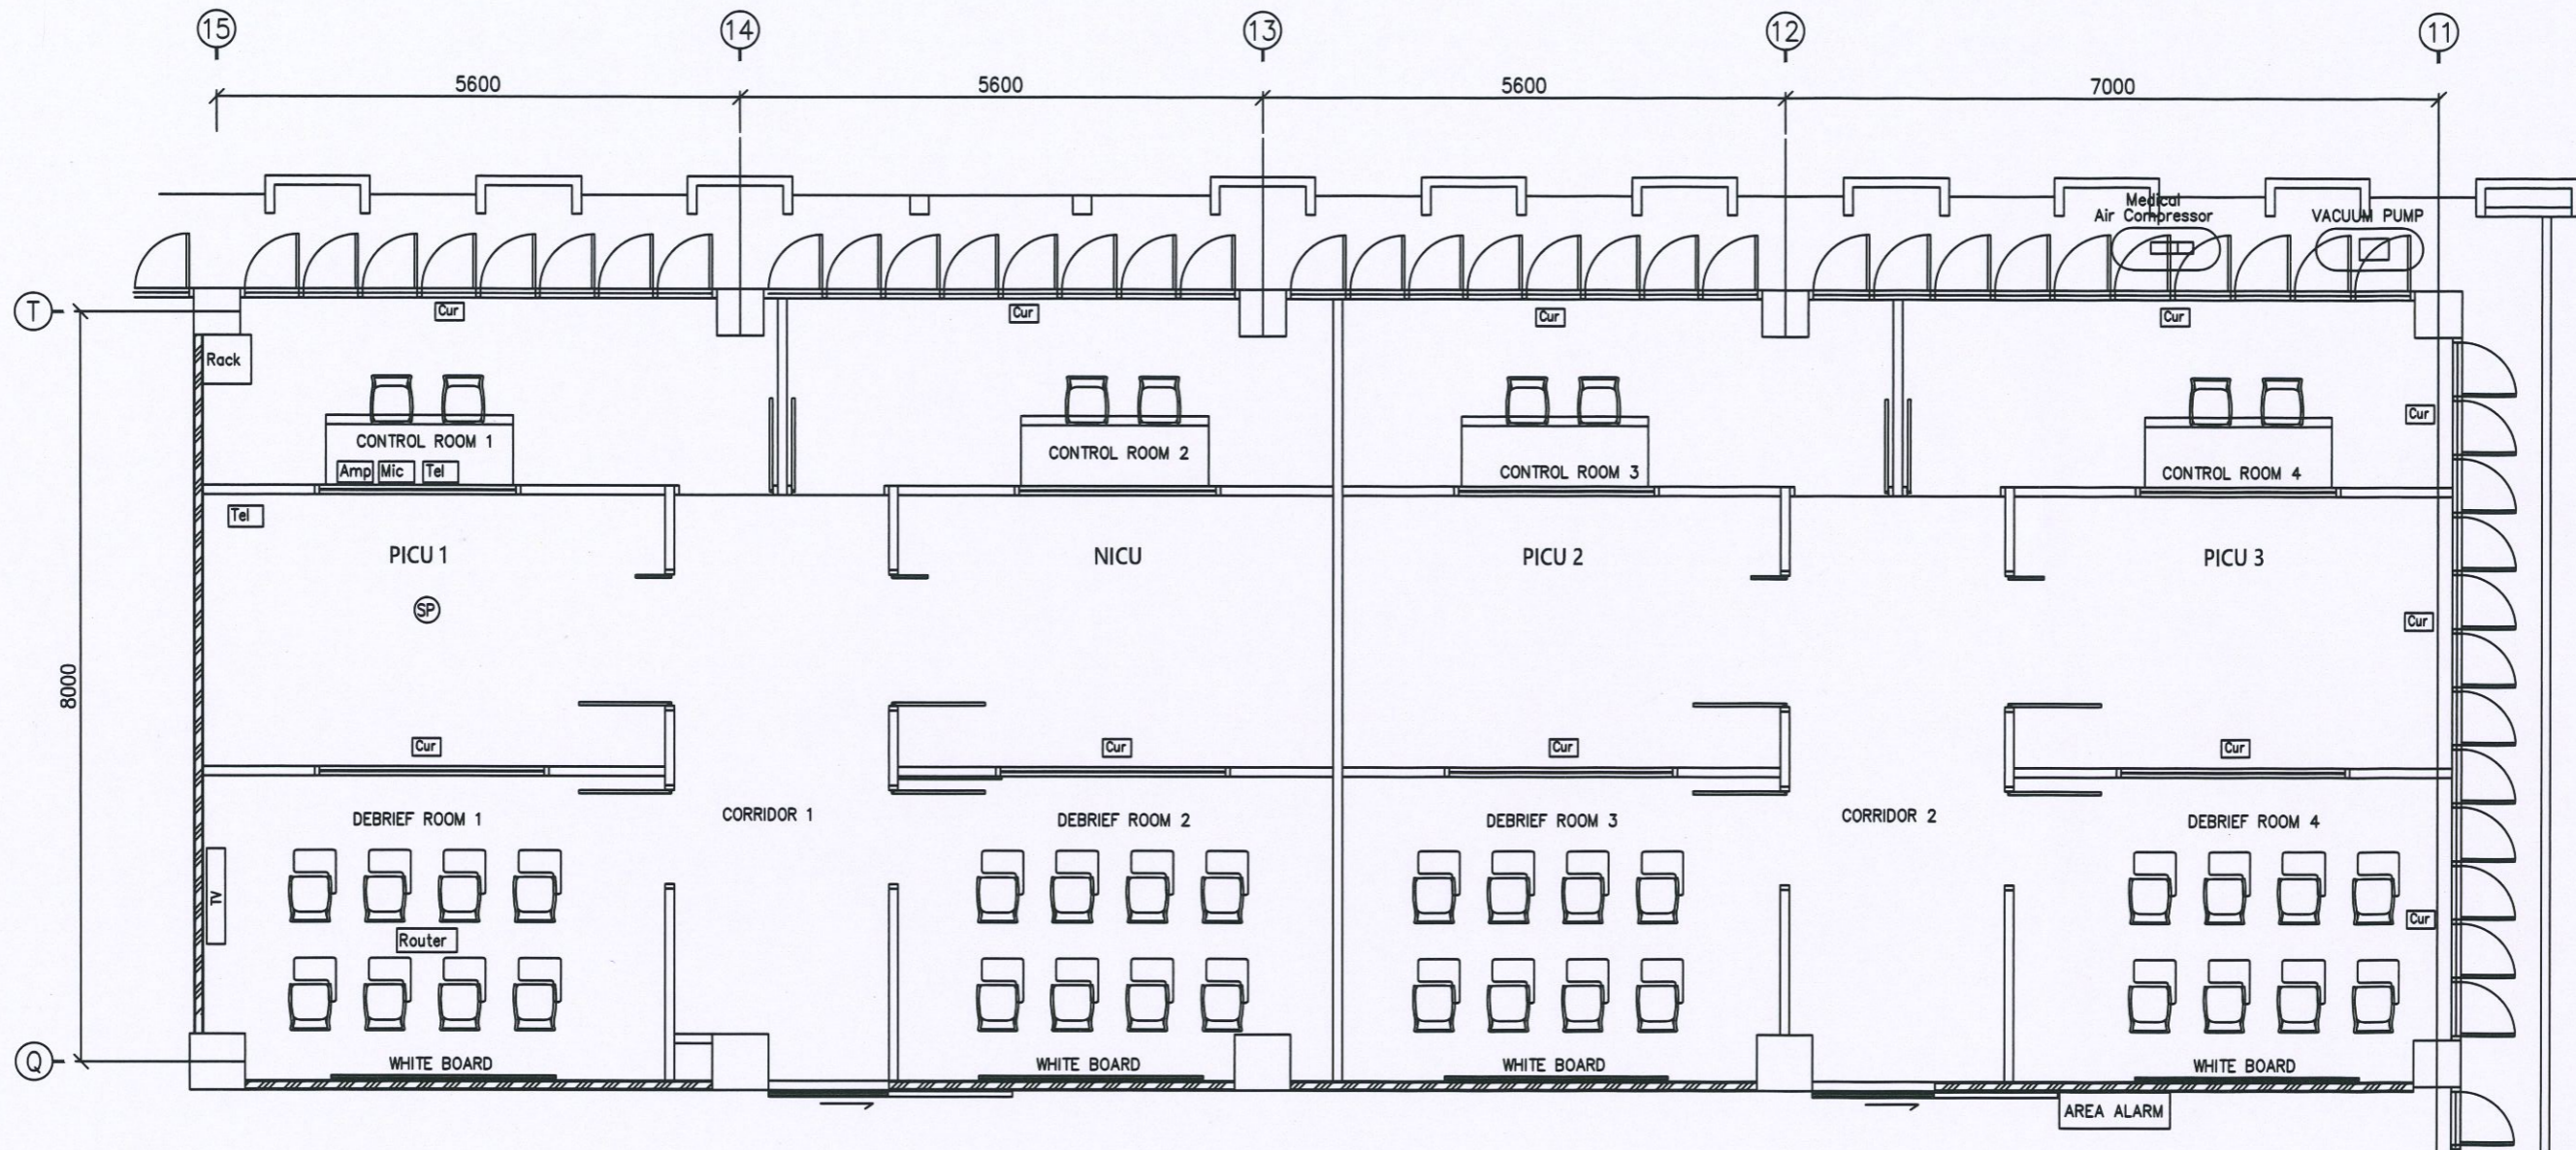 15
14
13
12
11
5600
5600
5600
7000
Medical
Air Compressor
VACUUM PUMP
T
Cur
Cur
Cur
Cur
Rack
Cur
CONTROL ROOM 1
CONTROL ROOM 2
CONTROL ROOM 3
CONTROL ROOM 4
Amp
Mic
Tel
Tel
PICU 1
NICU
PICU 2
PICU 3
SP
Cur
8000
Cur
Cur
Cur
Cur
DEBRIEF ROOM 1
CORRIDOR 1
DEBRIEF ROOM 2
DEBRIEF ROOM 3
CORRIDOR 2
DEBRIEF ROOM 4
TV
Router
Cur
Q
WHITE BOARD
WHITE BOARD
WHITE BOARD
WHITE BOARD
AREA ALARM